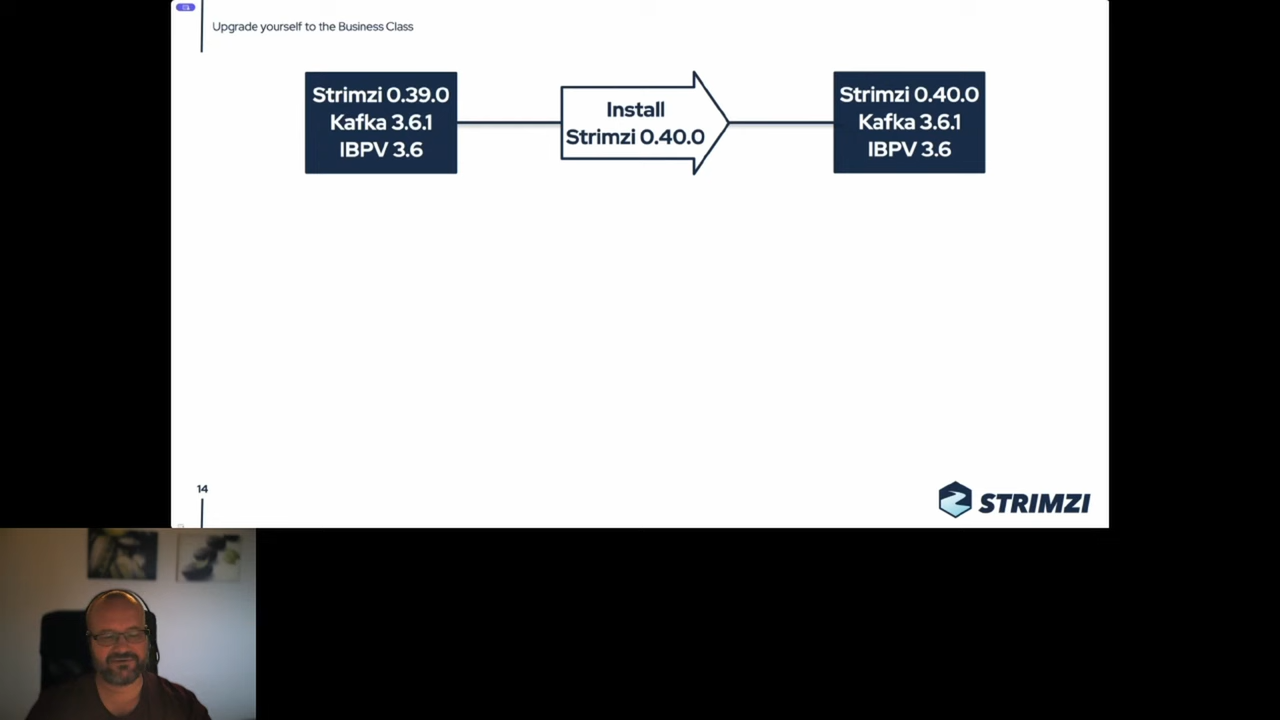 Upgrade yourself to the Business Class
Strimzi 0.39.0
Kafka 3.6.1
IBPV 3.6
Install
Strimzi 0.40.0
Strimzi 0.40.0
Kafka 3.6.1
IBPV 3.6
14
STRIMZI